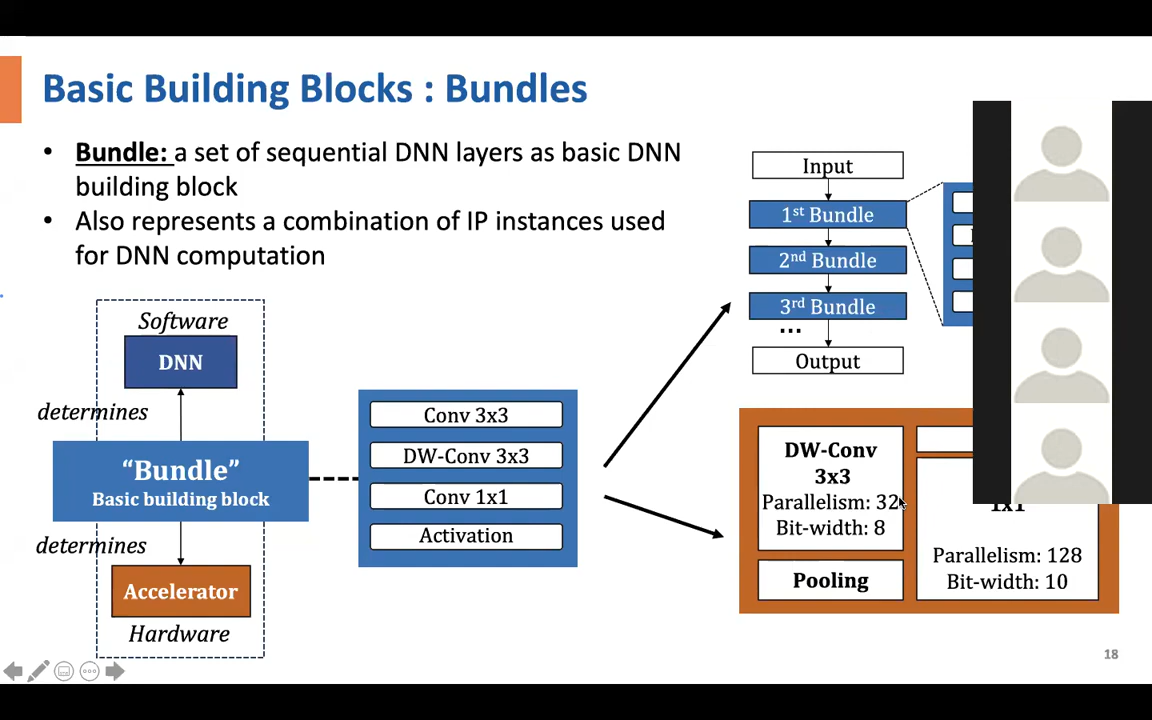 Basic Building Blocks : Bundles
• Bundle: a set of sequential DNN layers as basic DNN
building block
• Also represents a combination of IP instances used
for DNN computation
Software
DNN
determines
"Bundle"
Basic building block
determines
Accelerator
Hardware
Conv 3x3
DW-Conv 3x3
Conv 1x1
Activation
Input
1st Bundle
2nd Bundle
3rd Bundle
...
Output
DW-Conv
3x3
Parallelism: 32
Bit-width: 8
Pooling
1x1
Parallelism: 128
Bit-width: 10
18